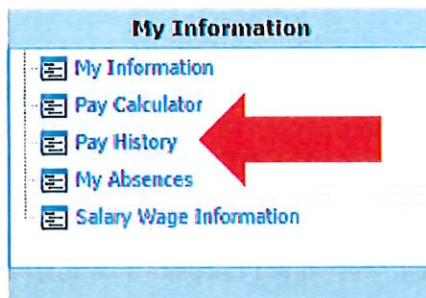 My Information
My Information
Pay Calculator
Pay History
My Absences
Salary Wage Information